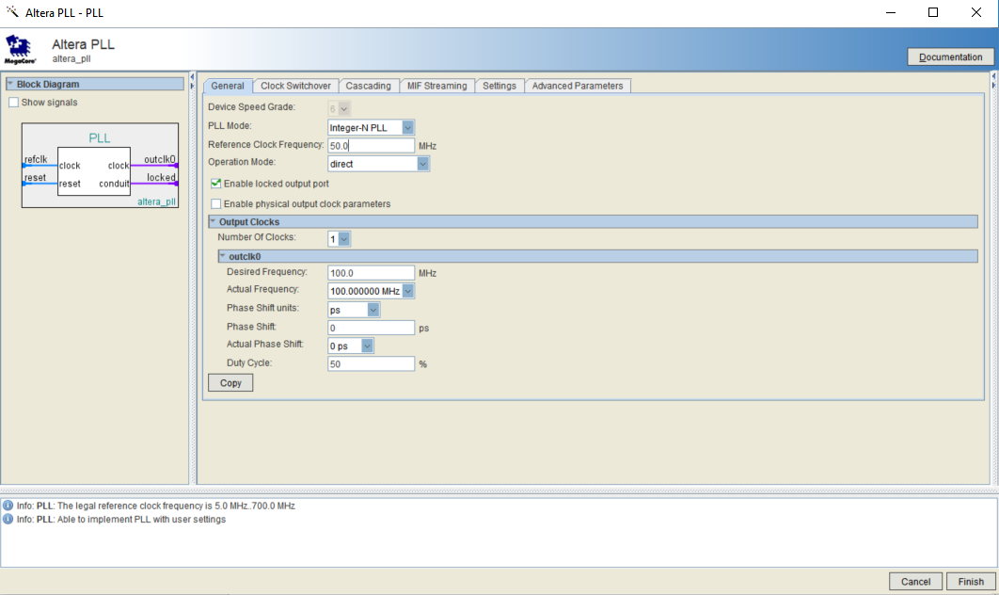 Altera PLL - PLL
Altera PLL
altera_pll
MegaCore®
Documentation
Block Diagram
Show signals
PLL
refclk
outclk0
clock
clock
reset
locked
reset
conduit
altera_pll
General
Clock Switchover
Cascading
MIF Streaming
Settings
Advanced Parameters
Device Speed Grade:
6
PLL Mode:
Integer-N PLL
Reference Clock Frequency:
50.0
MHz
Operation Mode:
direct
Enable locked output port
Enable physical output clock parameters
Output Clocks
Number Of Clocks:
1
outclk0
Desired Frequency:
100.0
MHz
Actual Frequency:
100.000000 MHz
Phase Shift units:
ps
Phase Shift:
0
ps
Actual Phase Shift:
0 ps
Duty Cycle:
50
%
Copy
Info: PLL: The legal reference clock frequency is 5.0 MHz..700.0 MHz
Info: PLL: Able to implement PLL with user settings
Cancel
Finish